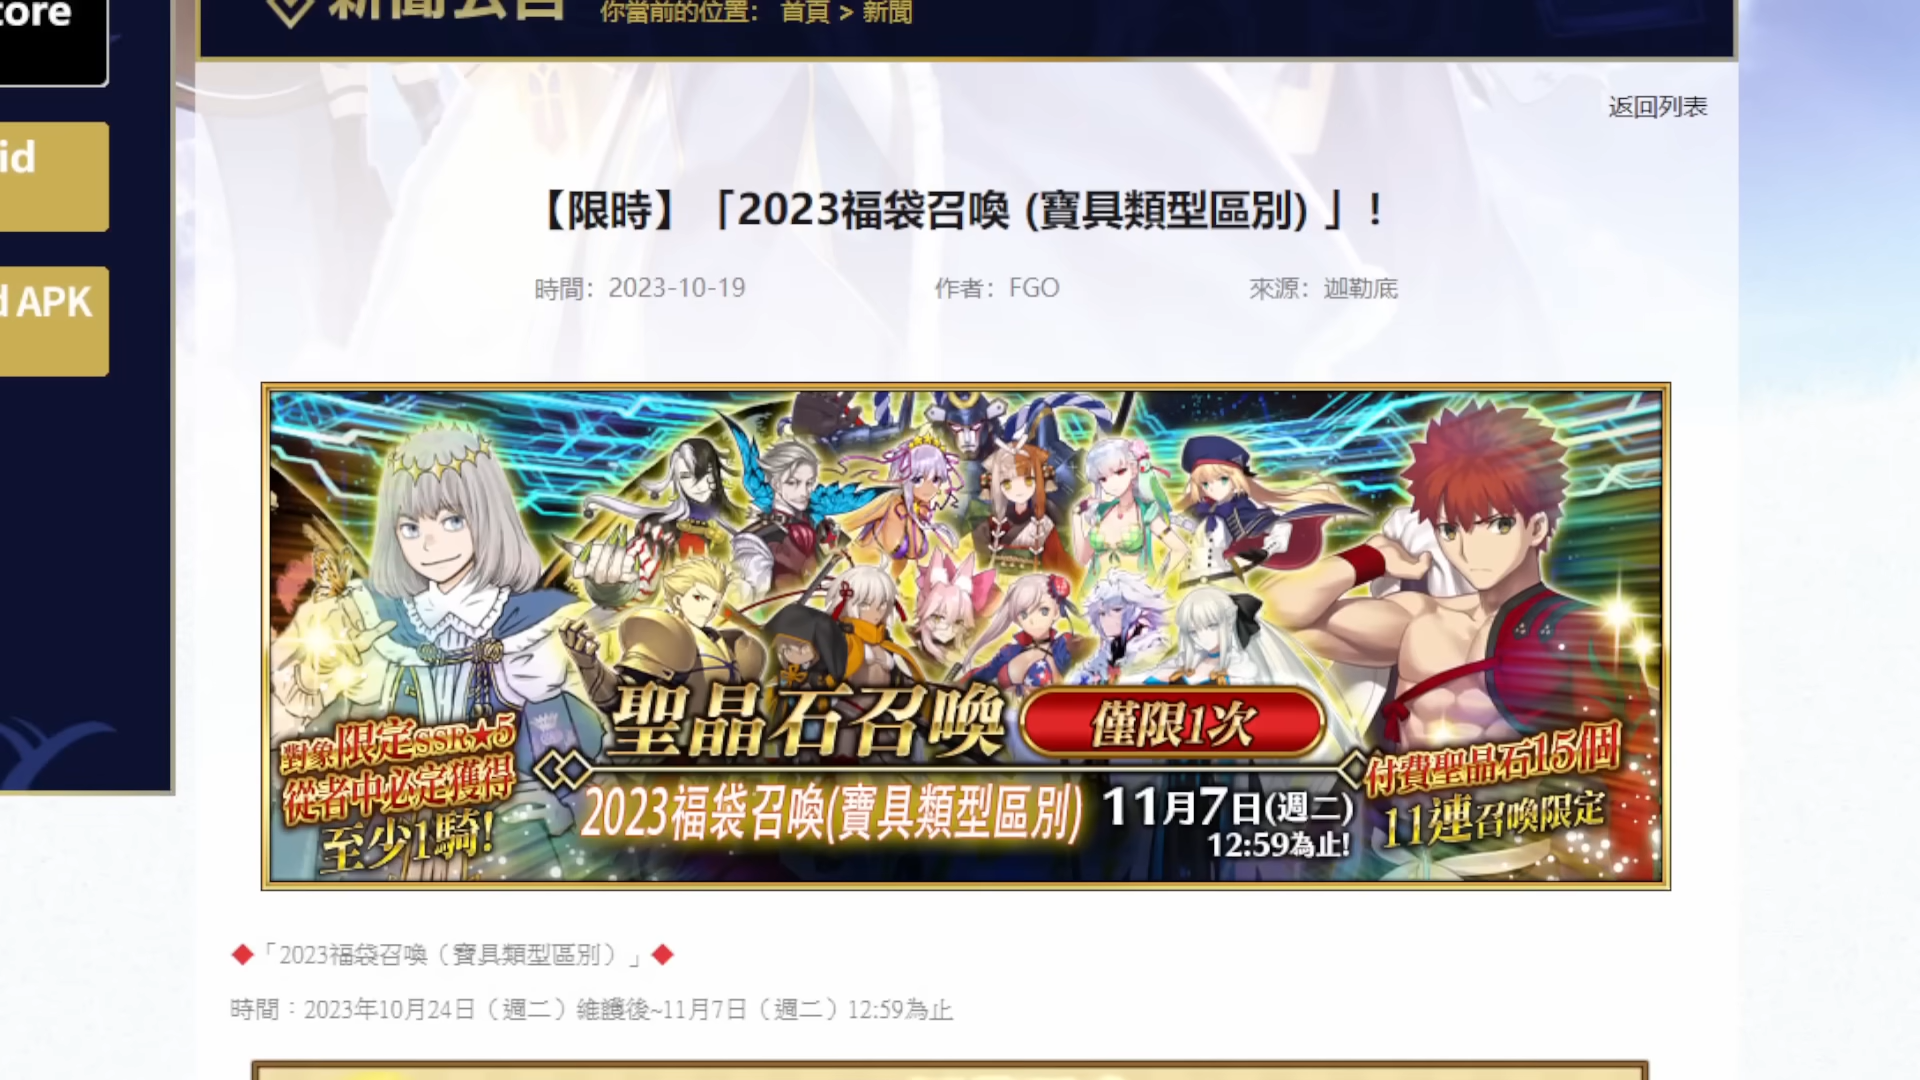 tore
新聞公告
你當前的位置： 首頁 > 新聞
id
d APK
返回列表
【限時】「2023福袋召喚 (寶具類型區別) 」！
時間：2023-10-19
作者：FGO
來源：迦勒底
聖晶石召喚
僅限1次
對象限定SSR★5
從者中必定獲得
至少1騎!
2023福袋召喚(寶具類型區別)
11月7日(週二)
12:59為止!
付費聖晶石15個
11連召喚限定
◆「2023福袋召喚（寶具類型區別）」◆
時間：2023年10月24日（週二）維護後~11月7日（週二）12:59為止